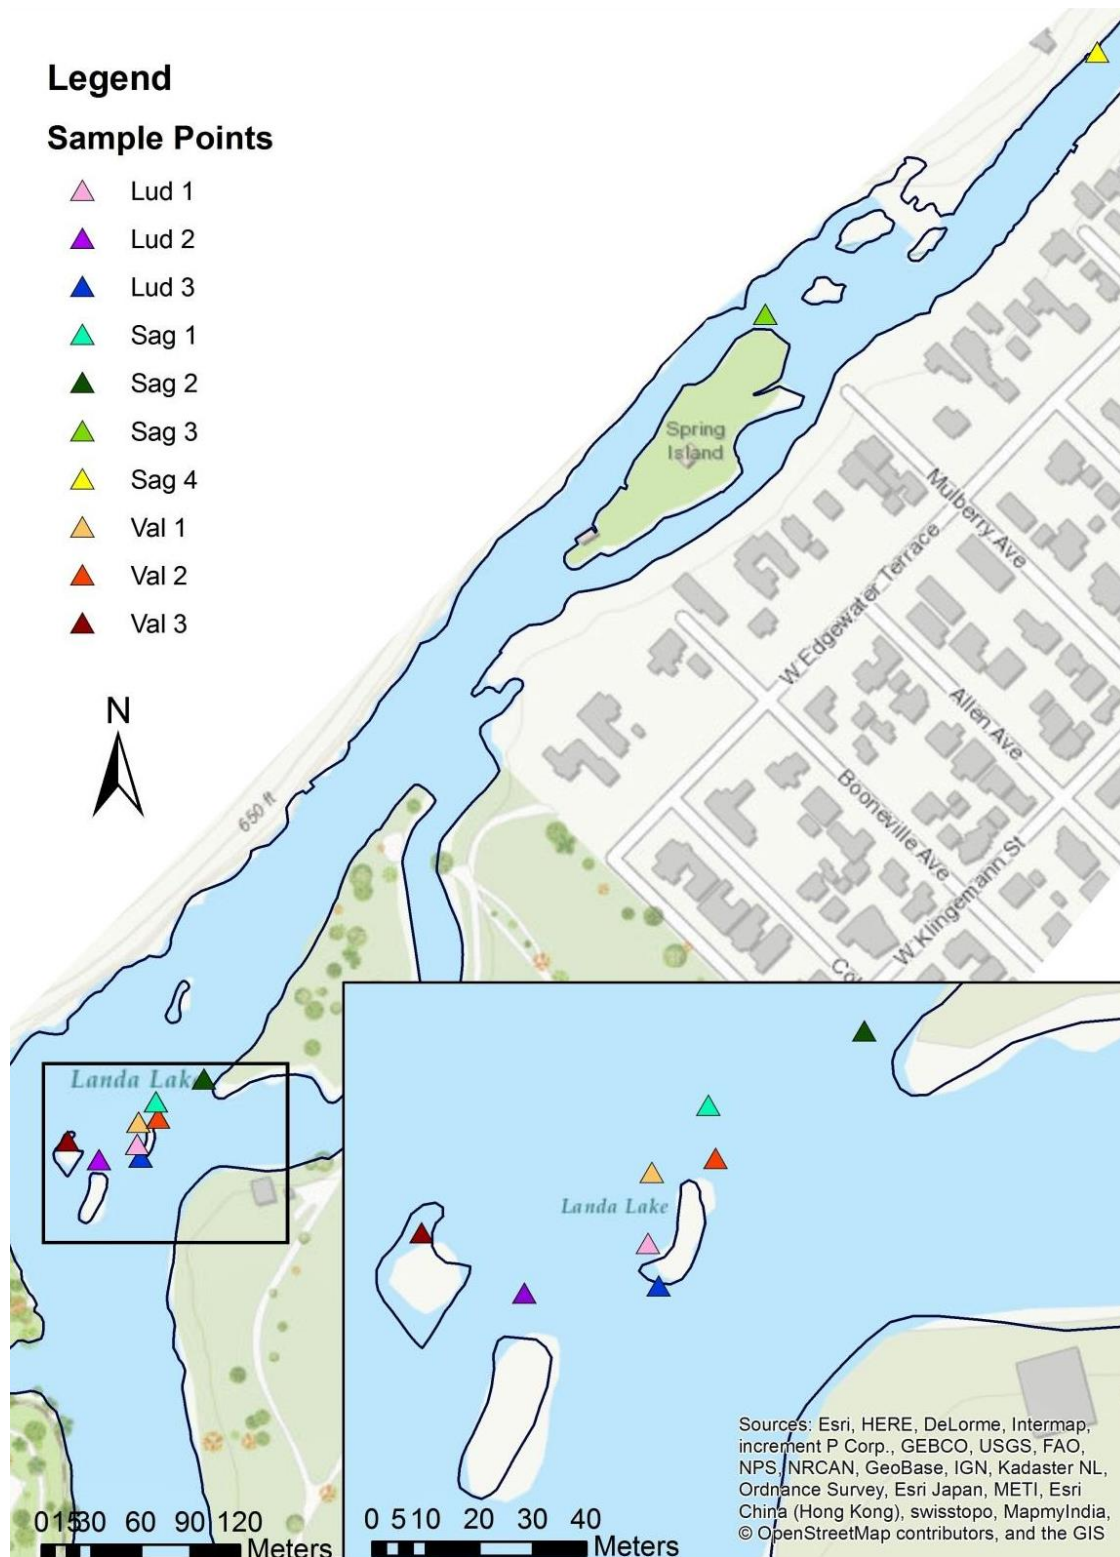 Legend
Sample Points
Lud 1
Lud 2
Lud 3
Sag 1
Sag 2
Sag 3
Sag 4
Val 1
Val 2
Val 3
N
Spring
Island
Mulberry Ave
W Edgewater Terrace
Allen Ave
Booneville Ave
W Klingemann St
650 ft
Landa Lake
Landa Lake
0 15 30 60 90 120
Meters
0 5 10 20 30 40
Meters
Sources: Esri, HERE, DeLorme, Intermap,
increment P Corp., GEBCO, USGS, FAO,
NPS, NRCAN, GeoBase, IGN, Kadaster NL,
Ordnance Survey, Esri Japan, METI, Esri
China (Hong Kong), swisstopo, MapmyIndia,
© OpenStreetMap contributors, and the GIS